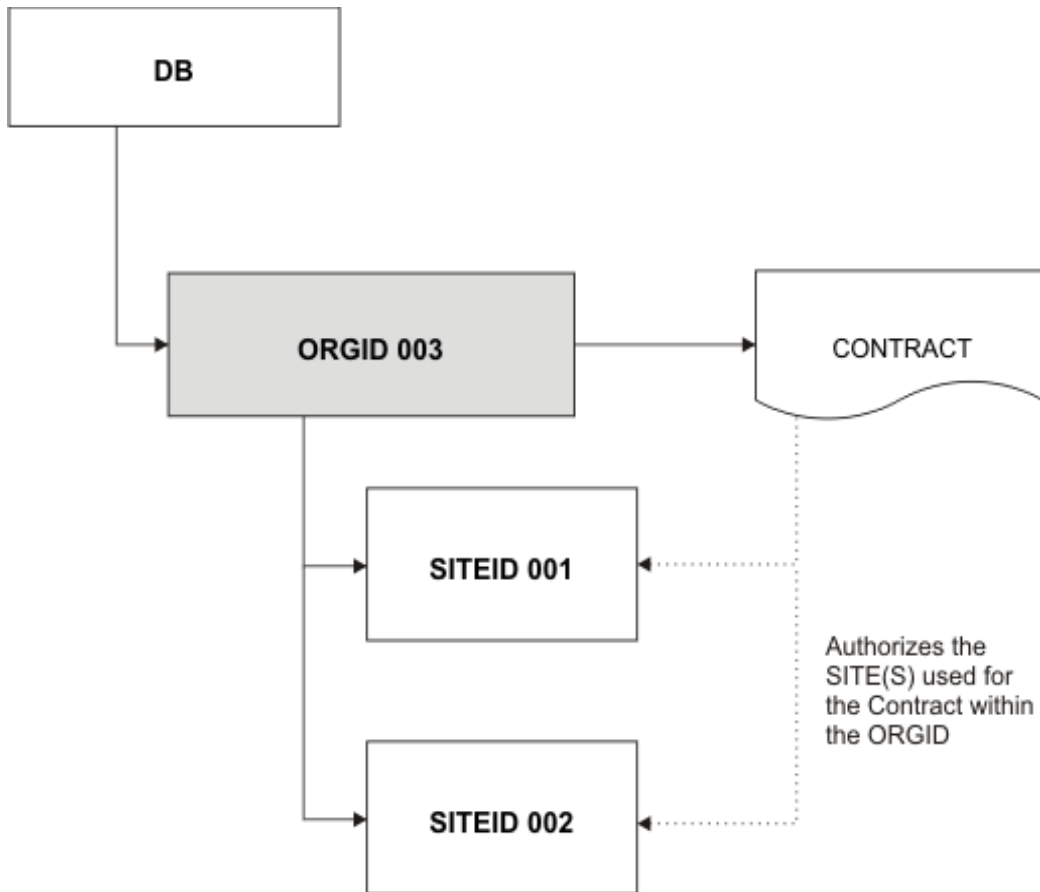 DB
ORGID 003
CONTRACT
SITEID 001
Authorizes the
SITE(S) used for
the Contract within
the ORGID
SITEID 002